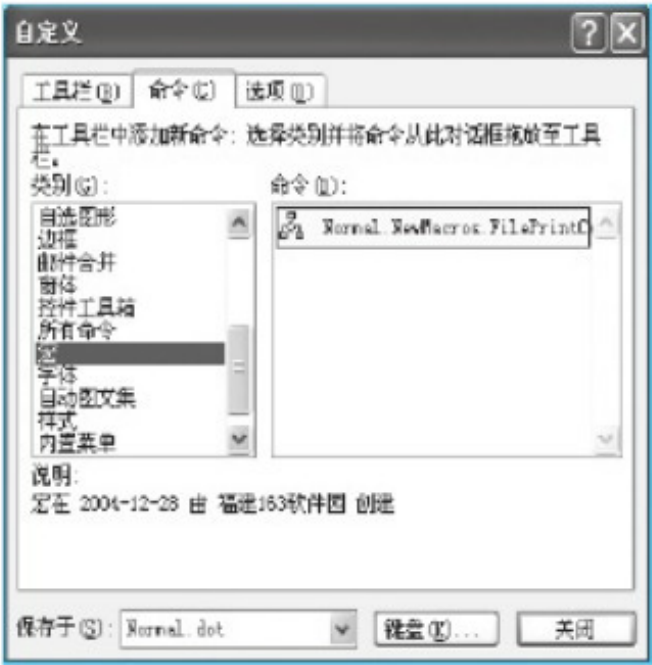 自定义
工具栏(B) 命令(C) 选项(O)
在工具栏中添加新命令: 选择类别并将命令从此对话框拖放至工具
栏。
类别(G):
命令(D):
自选图形
边框
邮件合并
窗体
控件工具箱
所有命令
宏
字体
自动图文集
样式
内置菜单
Normal.NewMacros.FilePrintC
说明:
宏在 2004-12-28 由 福建163软件园 创建
保存于(S): Normal.dot
键盘(K)...
关闭